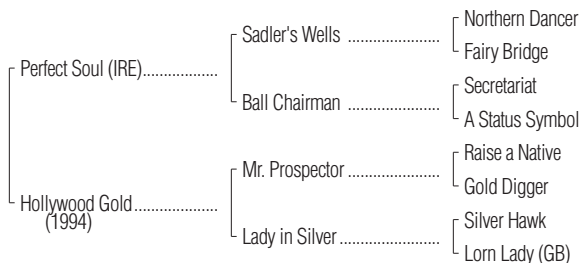 Northern Dancer
Sadler's Wells ......................
Fairy Bridge
Perfect Soul (IRE)..................
Secretariat
Ball Chairman ......................
A Status Symbol
Raise a Native
Mr. Prospector ......................
Gold Digger
Hollywood Gold....................
(1994)
Silver Hawk
Lady in Silver........................
Lorn Lady (GB)